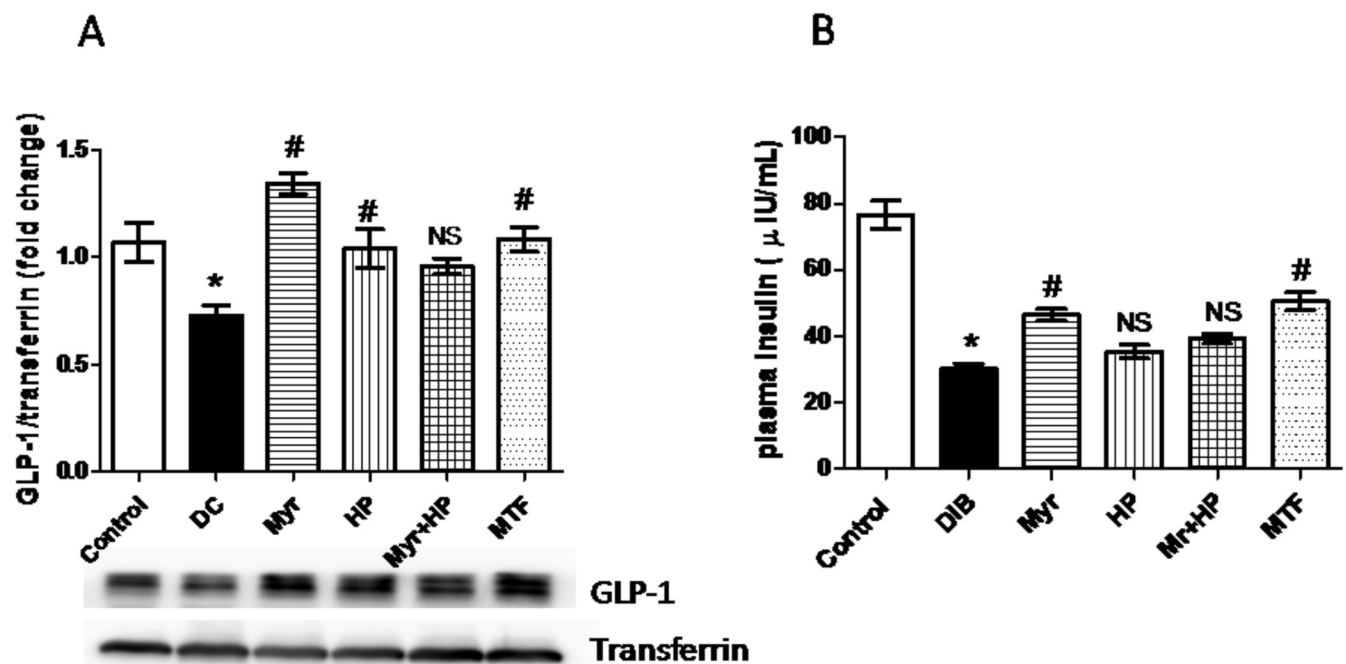 A
GLP-1/transferrin (fold change)
1.5
1.0
0.5
0.0
*
#
#
NS
#
Control
DC
Myr
HP
Myr+HP
MTF
GLP-1
Transferrin
B
plasma Insulin ( μ IU/mL)
100
80
60
40
20
0
*
#
NS
NS
#
Control
DIB
Myr
HP
Mr+HP
MTF